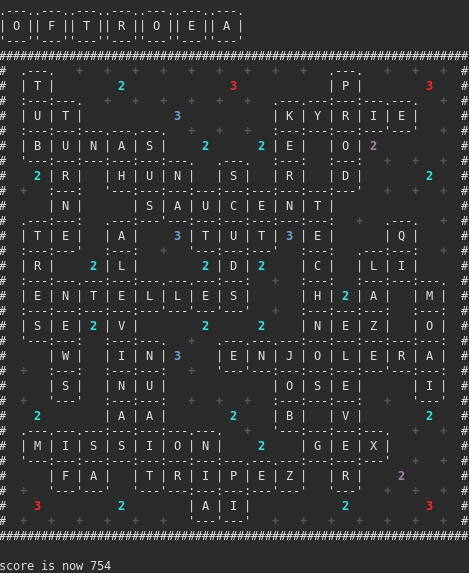 | O || F || T || R || O || E || A |
# | T | 2 3 | P | 3 #
# | U | T | 3 | K | Y | R | I | E | #
# | B | U | N | A | S | 2 2 | E | | O | 2 #
# 2 | R | | H | U | N | | S | | R | | D | 2 #
# | N | | S | A | U | C | E | N | T | #
# | T | E | | A | 3 | T | U | T | 3 | E | | Q | #
# | R | 2 | L | 2 | D | 2 | C | | L | I | #
# | E | N | T | E | L | L | E | S | | H | 2 | A | | M | #
# | S | E | 2 | V | 2 2 | N | E | Z | | O | #
# | W | | I | N | 3 | E | N | J | O | L | E | R | A | #
# | S | | N | U | | O | S | E | | I | #
# 2 | A | A | 2 | B | | V | 2 #
# | M | I | S | S | I | O | N | 2 | G | E | X | #
# | F | A | | T | R | I | P | E | Z | | R | 2 #
# 3 2 | A | I | 2 3 #
score is now 754